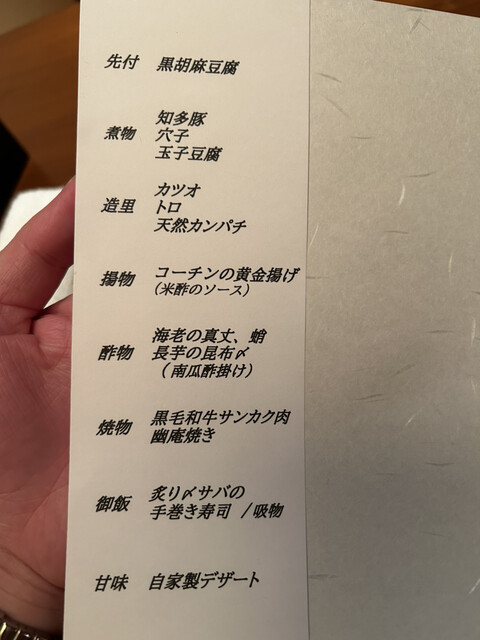 先付 黒胡麻豆腐
知多豚
煮物 穴子
玉子豆腐
カツオ
造里 トロ
天然カンパチ
揚物 コーチンの黄金揚げ
（米酢のソース）
海老の真丈、蛸
酢物 長芋の昆布〆
（南瓜酢掛け）
焼物 黒毛和牛サンカク肉
幽庵焼き
御飯 炙り〆サバの
手巻き寿司 /吸物
甘味 自家製デザート